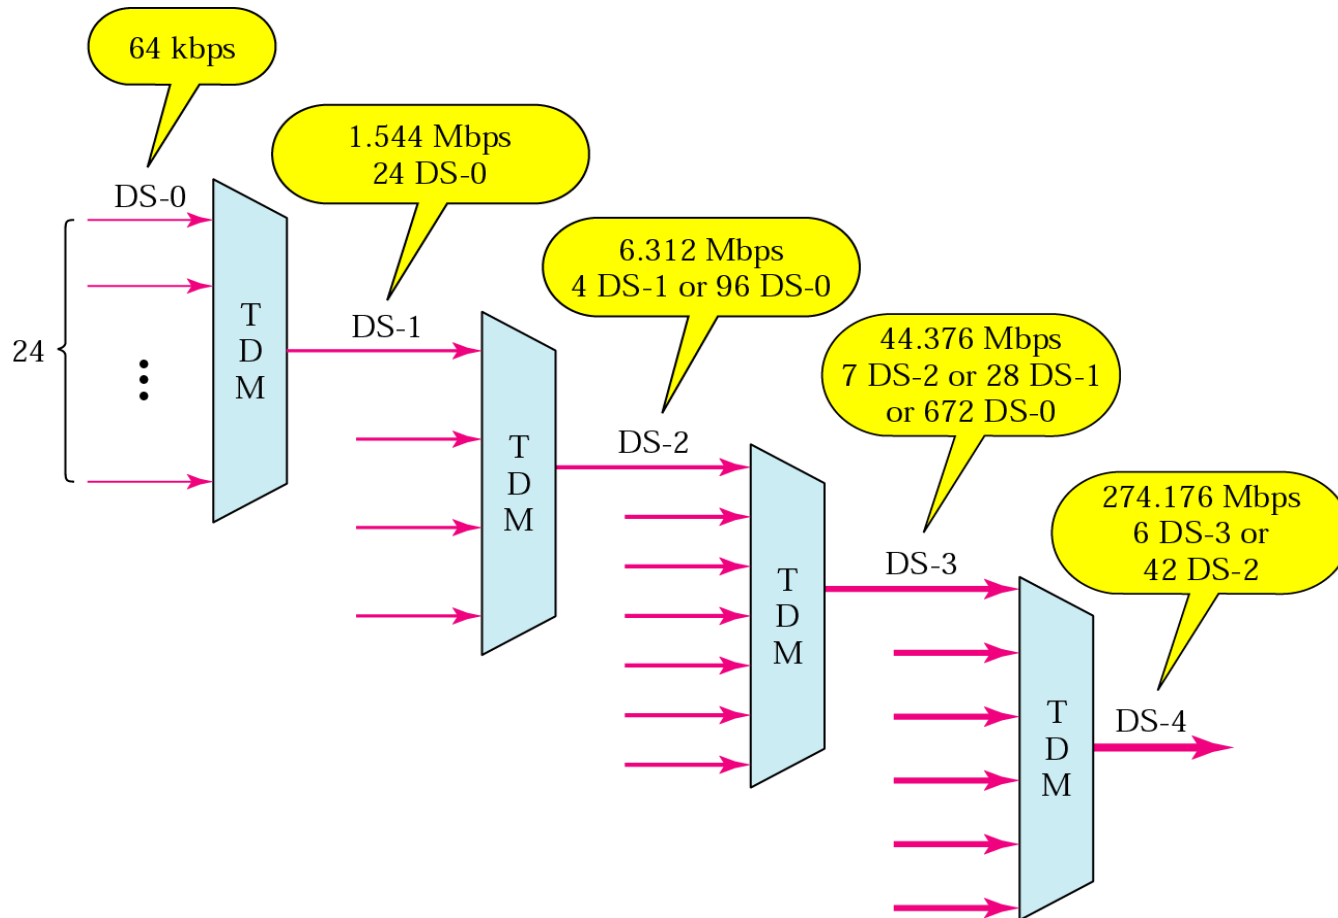 64 kbps
1.544 Mbps
24 DS-0
DS-0
6.312 Mbps
4 DS-1 or 96 DS-0
24
T
D
M
DS-1
44.376 Mbps
7 DS-2 or 28 DS-1
or 672 DS-0
T
D
M
DS-2
274.176 Mbps
6 DS-3 or
42 DS-2
T
D
M
DS-3
T
D
M
DS-4